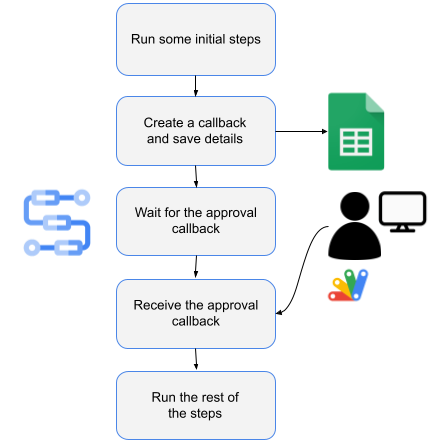 Run some initial steps
Create a callback
and save details
Wait for the approval
callback
Receive the approval
callback
Run the rest of
the steps